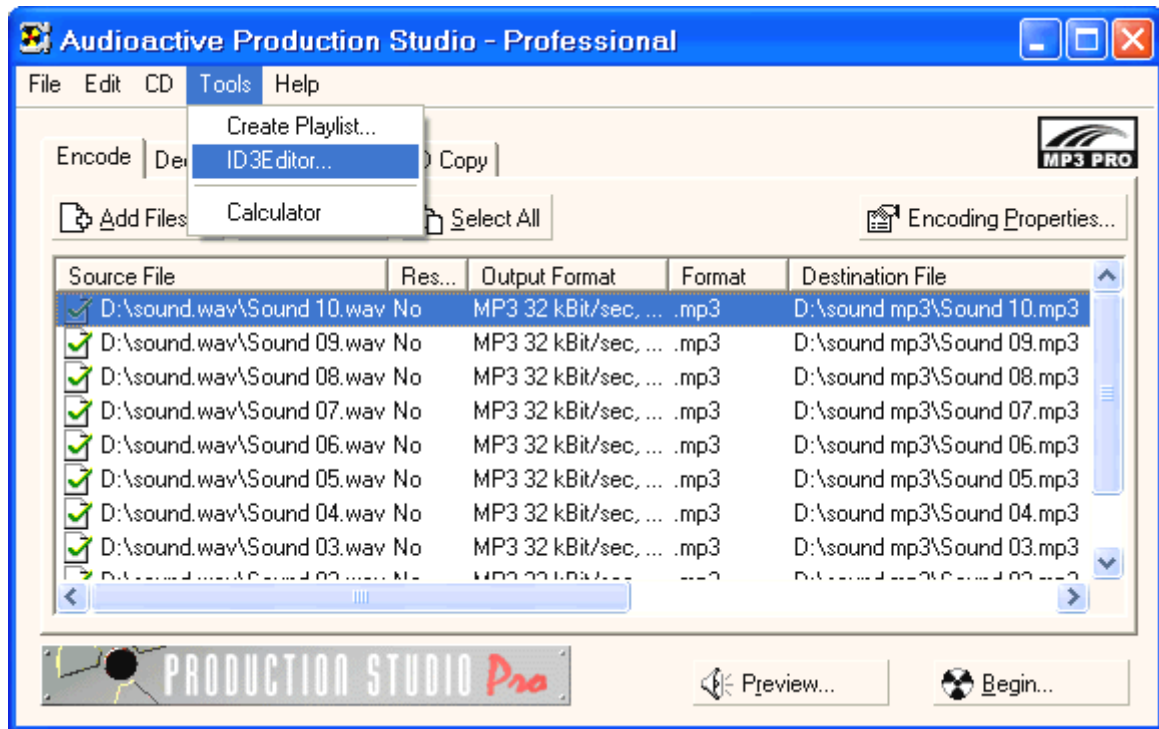 Audioactive Production Studio - Professional
File Edit CD Tools Help
Create Playlist...
ID3Editor...
Calculator
MP3 PRO
Encode Copy
Add Files Select All Encoding Properties...
Source File Res... Output Format Format Destination File
D:\sound.wav\Sound 10.wav No MP3 32 kBit/sec, ... .mp3 D:\sound mp3\Sound 10.mp3
D:\sound.wav\Sound 09.wav No MP3 32 kBit/sec, ... .mp3 D:\sound mp3\Sound 09.mp3
D:\sound.wav\Sound 08.wav No MP3 32 kBit/sec, ... .mp3 D:\sound mp3\Sound 08.mp3
D:\sound.wav\Sound 07.wav No MP3 32 kBit/sec, ... .mp3 D:\sound mp3\Sound 07.mp3
D:\sound.wav\Sound 06.wav No MP3 32 kBit/sec, ... .mp3 D:\sound mp3\Sound 06.mp3
D:\sound.wav\Sound 05.wav No MP3 32 kBit/sec, ... .mp3 D:\sound mp3\Sound 05.mp3
D:\sound.wav\Sound 04.wav No MP3 32 kBit/sec, ... .mp3 D:\sound mp3\Sound 04.mp3
D:\sound.wav\Sound 03.wav No MP3 32 kBit/sec, ... .mp3 D:\sound mp3\Sound 03.mp3
PRODUCTION STUDIO Pro
Preview... Begin...